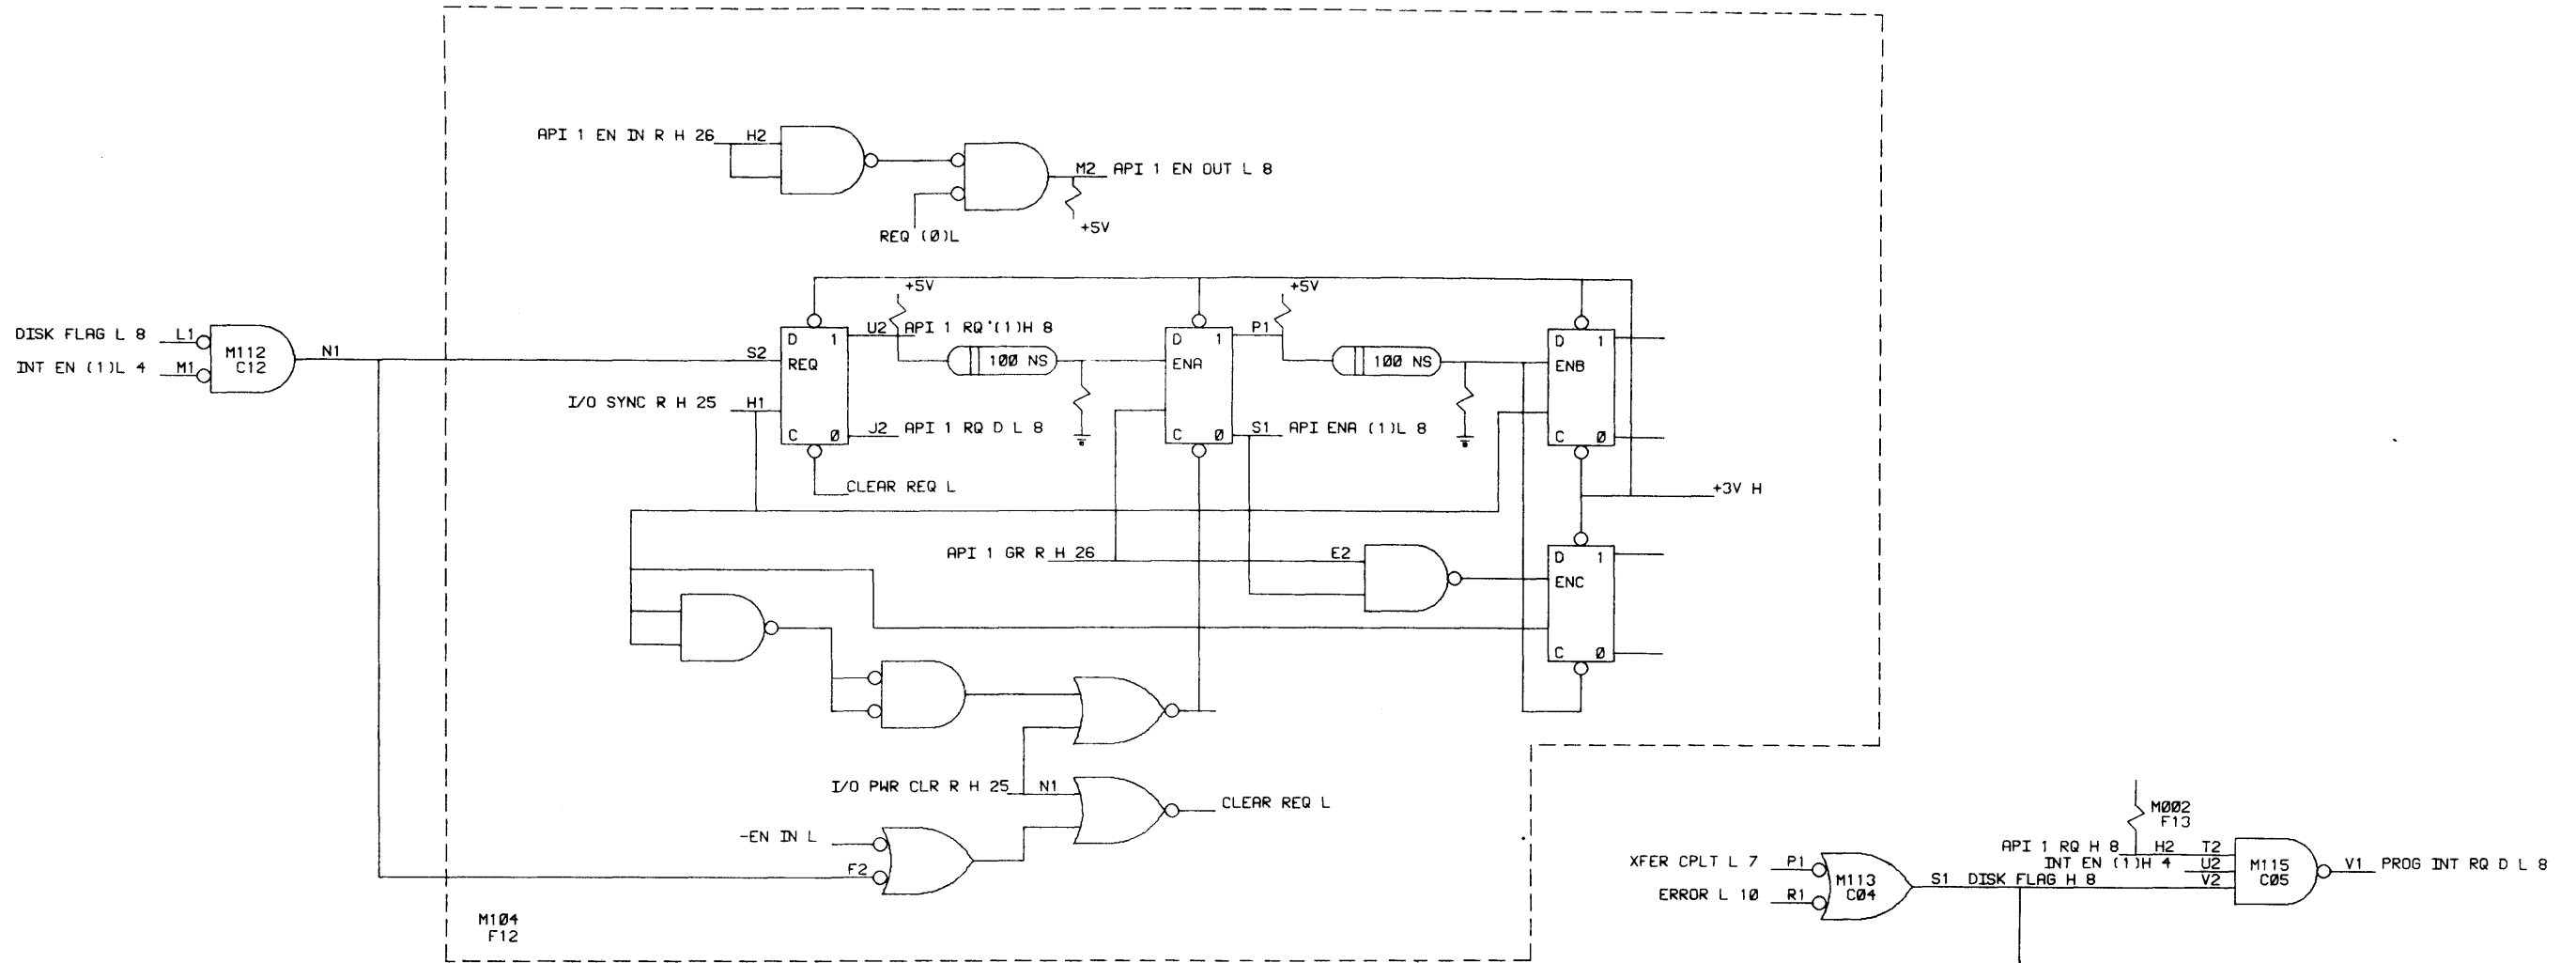 API 1 EN IN R H 26 H2
M2 API 1 EN OUT L 8
REQ (0)L
+5V
+5V
+5V
DISK FLAG L 8 L1
INT EN (1)L 4 M1
M112
C12
N1
S2
D 1
REQ
C 0
U2 API 1 RQ (1)H 8
100 NS
I/O SYNC R H 25 H1
J2 API 1 RQ D L 8
CLEAR REQ L
D 1
ENA
C 0
P1
100 NS
S1 API ENA (1)L 8
D 1
ENB
C 0
+3V H
API 1 GR R H 26 E2
D 1
ENC
C 0
I/O PWR CLR R H 25 N1
CLEAR REQ L
-EN IN L
F2
M104
F12
M002
F13
API 1 RQ H 8 H2 T2
INT EN (1)H 4 U2
V2
M115
C05
V1 PROG INT RQ D L 8
XFER CPLT L 7 P1
ERROR L 10 R1
M113
C04
S1 DISK FLAG H 8